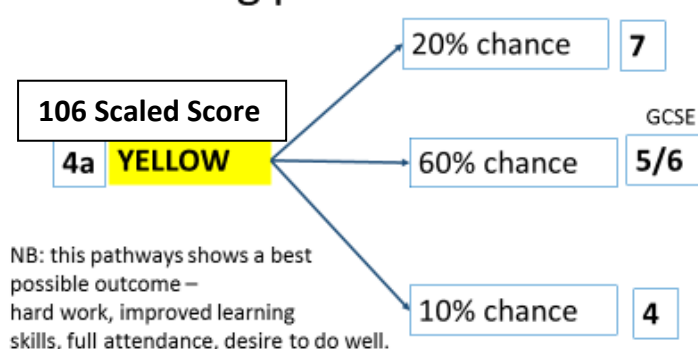 20% chance 7
106 Scaled Score
GCSE
4a YELLOW 60% chance 5/6
NB: this pathways shows a best
possible outcome –
hard work, improved learning
skills, full attendance, desire to do well.
10% chance 4